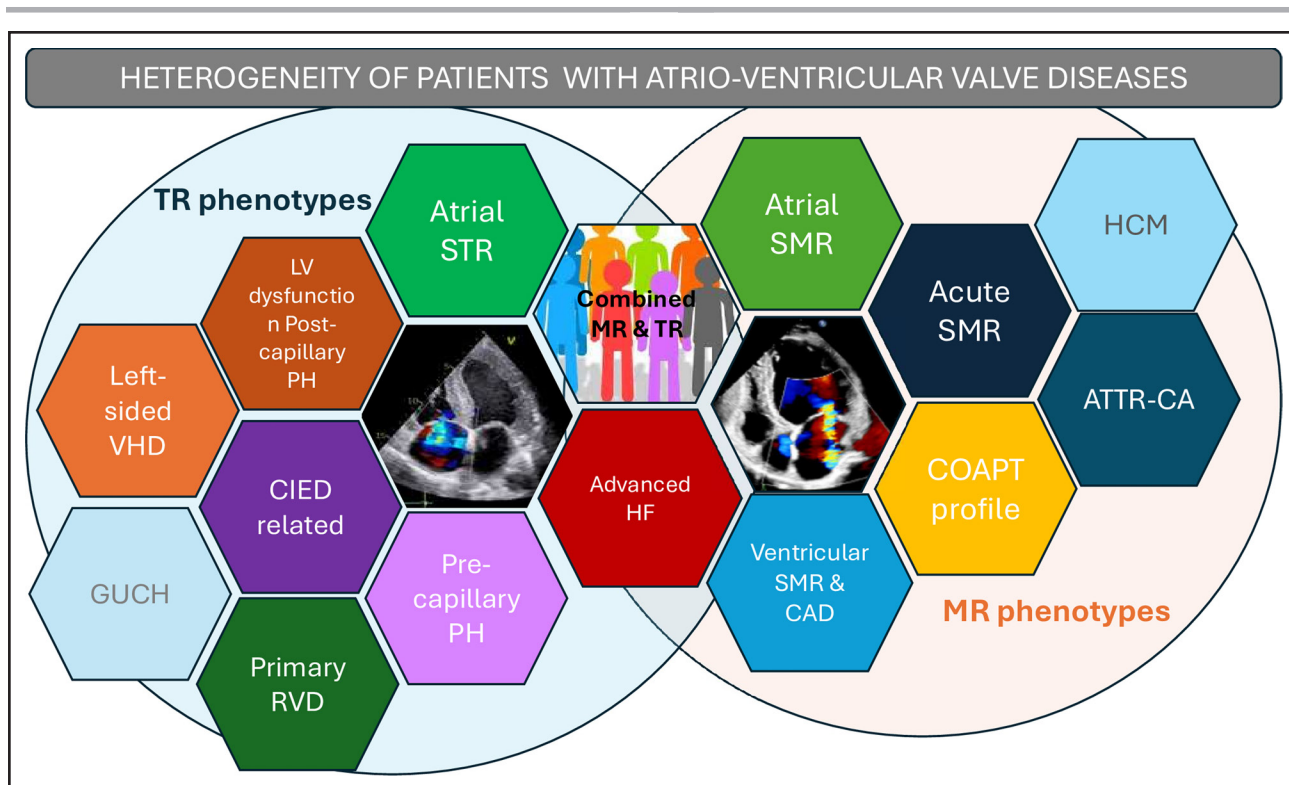 HETEROGENEITY OF PATIENTS WITH ATRIO-VENTRICULAR VALVE DISEASES
TR phenotypes
Atrial
STR
LV
dysfunctio
n Post-
capillary
PH
Left-
sided
VHD
CIED
related
GUCH
Pre-
capillary
PH
Primary
RVD
Combined
MR & TR
Advanced
HF
Atrial
SMR
Acute
SMR
HCM
ATTR-CA
COAPT
profile
Ventricular
SMR &
CAD
MR phenotypes